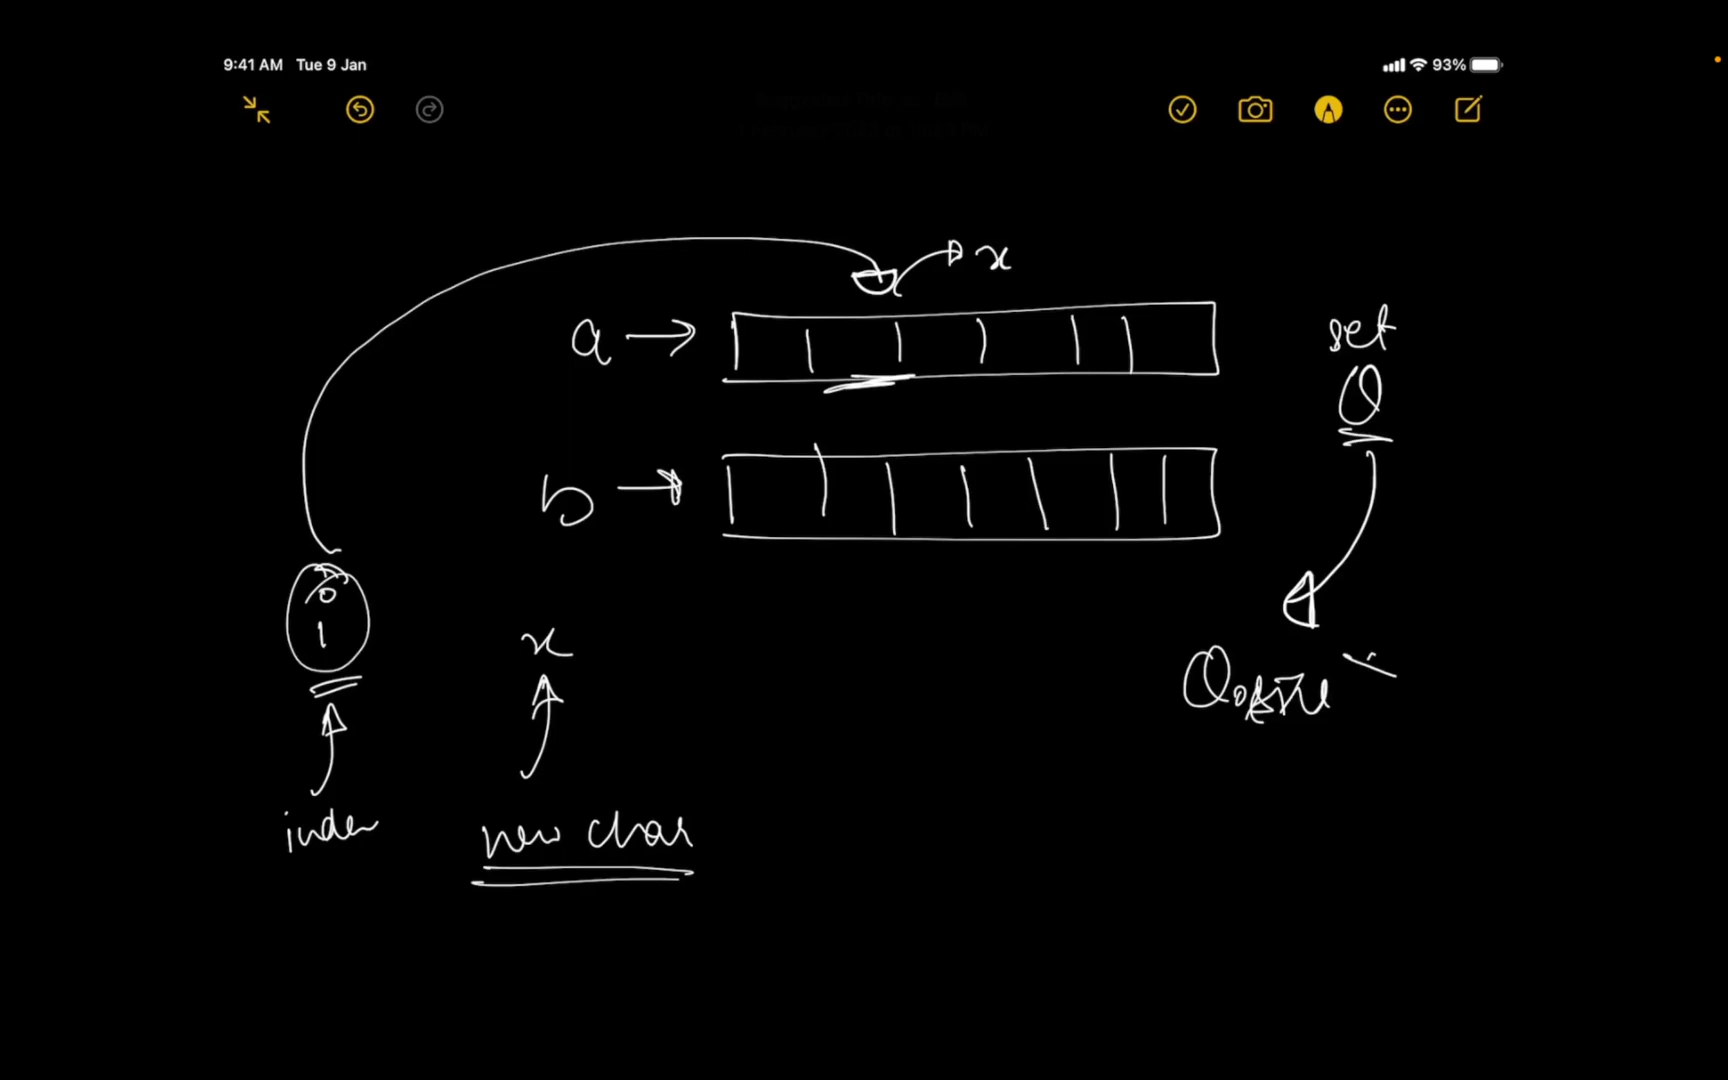 9:41 AM Tue 9 Jan
93%
x
a →
set
Q
b →
0
1
x
index
new char